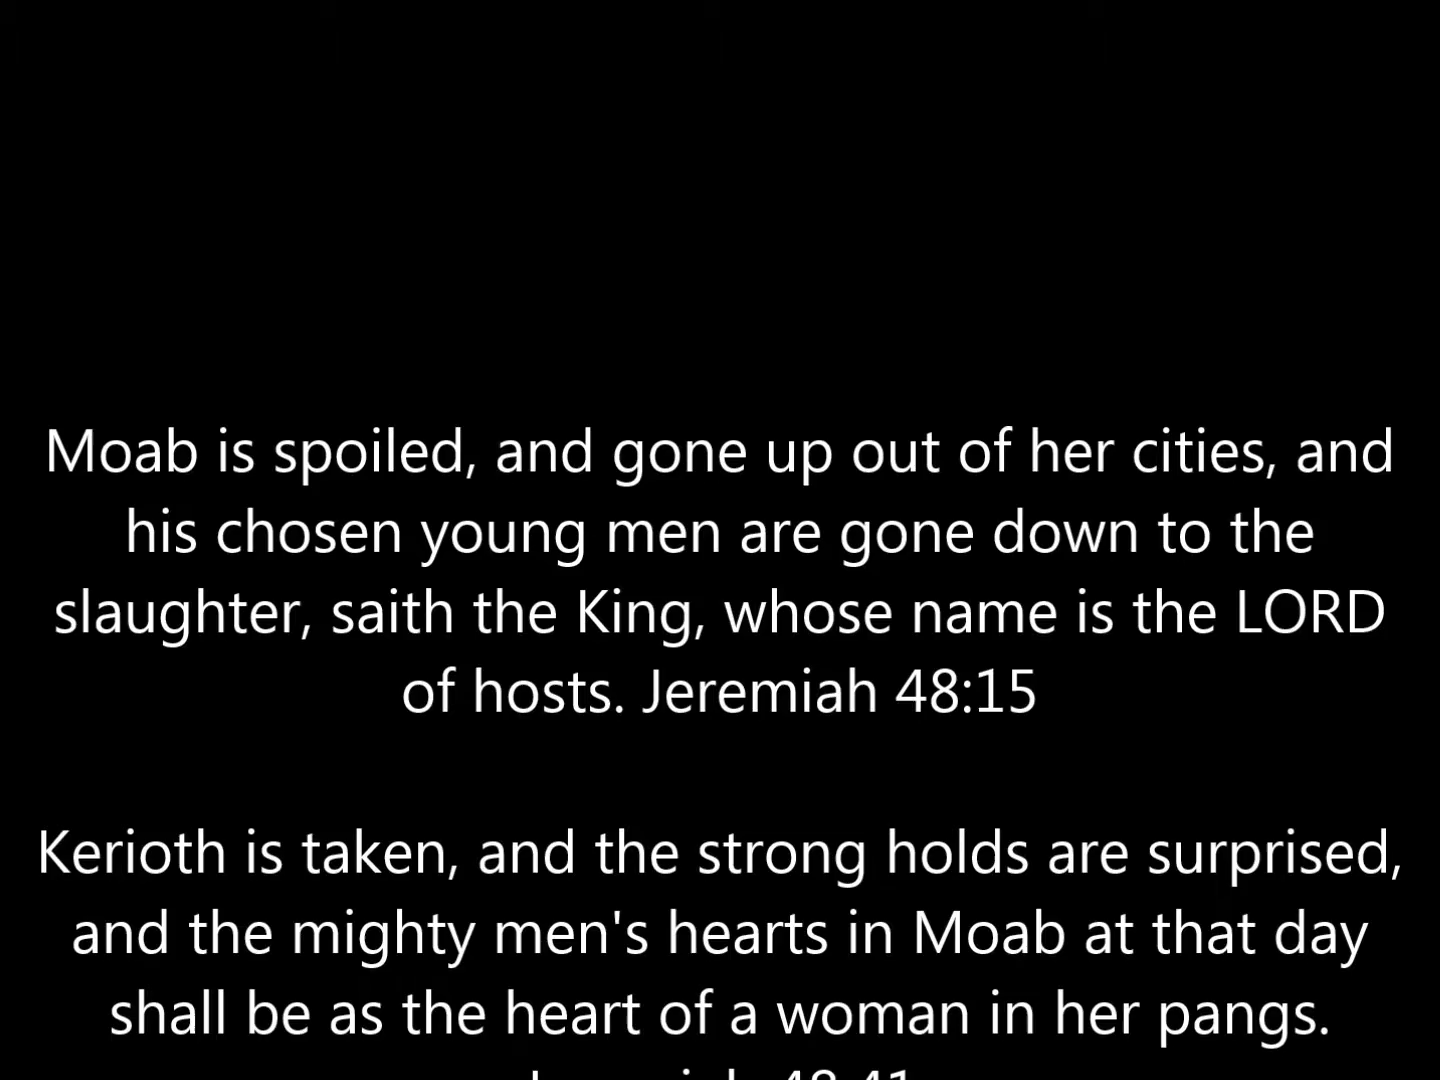 Moab is spoiled, and gone up out of her cities, and
his chosen young men are gone down to the
slaughter, saith the King, whose name is the LORD
of hosts. Jeremiah 48:15
Kerioth is taken, and the strong holds are surprised,
and the mighty men's hearts in Moab at that day
shall be as the heart of a woman in her pangs.
Jeremiah 48:41